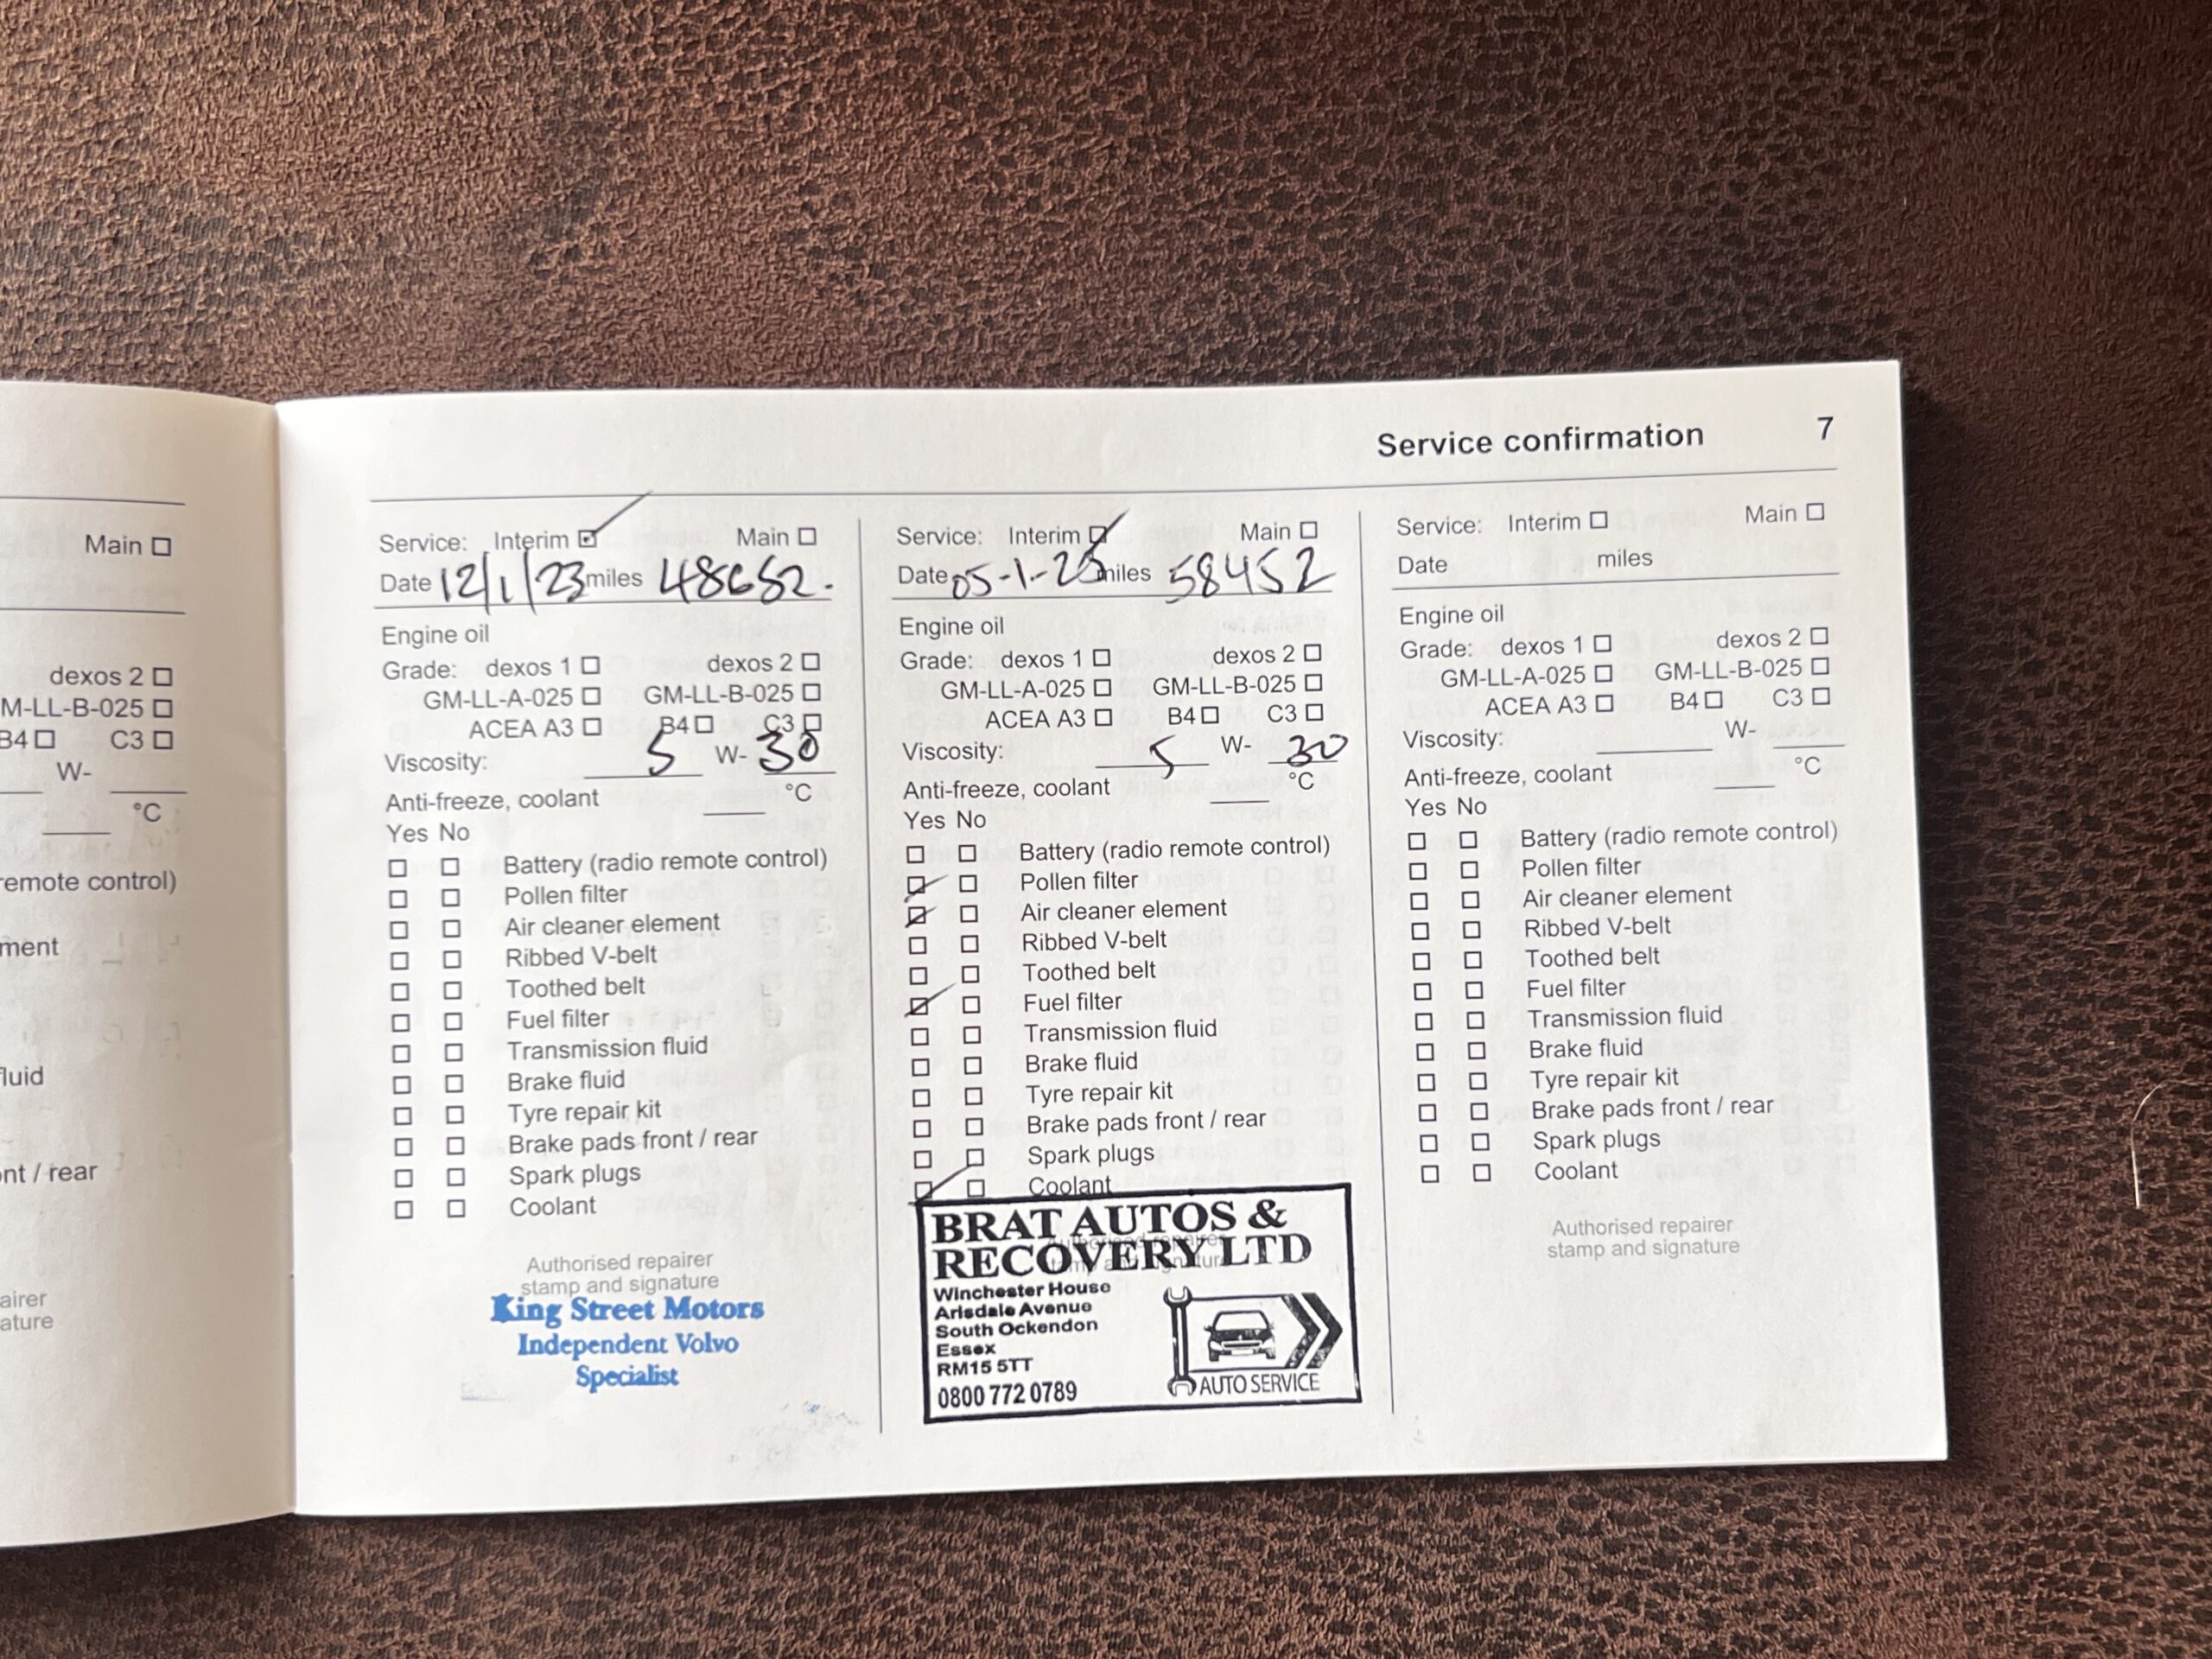 Service confirmation 7
Main
dexos 2
M-LL-B-025
B4 C3
W-
°C
emote control)
ment
luid
nt / rear
airer
ature
Service: Interim Main
Date 12/1/23 miles 48652.
Engine oil
Grade: dexos 1 dexos 2
GM-LL-A-025 GM-LL-B-025
ACEA A3 B4 C3
Viscosity: 5 W- 30
Anti-freeze, coolant °C
Yes No
Battery (radio remote control)
Pollen filter
Air cleaner element
Ribbed V-belt
Toothed belt
Fuel filter
Transmission fluid
Brake fluid
Tyre repair kit
Brake pads front / rear
Spark plugs
Coolant
Authorised repairer
stamp and signature
King Street Motors
Independent Volvo
Specialist
Service: Interim Main
Date 05-1-25 miles 58452
Engine oil
Grade: dexos 1 dexos 2
GM-LL-A-025 GM-LL-B-025
ACEA A3 B4 C3
Viscosity: 5 W- 30
Anti-freeze, coolant °C
Yes No
Battery (radio remote control)
Pollen filter
Air cleaner element
Ribbed V-belt
Toothed belt
Fuel filter
Transmission fluid
Brake fluid
Tyre repair kit
Brake pads front / rear
Spark plugs
Coolant
Authorised repairer
stamp and signature
BRAT AUTOS &
RECOVERY LTD
Winchester House
Arisdale Avenue
South Ockendon
Essex
RM15 5TT
0800 772 0789
AUTO SERVICE
Service: Interim Main
Date miles
Engine oil
Grade: dexos 1 dexos 2
GM-LL-A-025 GM-LL-B-025
ACEA A3 B4 C3
Viscosity: W-
Anti-freeze, coolant °C
Yes No
Battery (radio remote control)
Pollen filter
Air cleaner element
Ribbed V-belt
Toothed belt
Fuel filter
Transmission fluid
Brake fluid
Tyre repair kit
Brake pads front / rear
Spark plugs
Coolant
Authorised repairer
stamp and signature